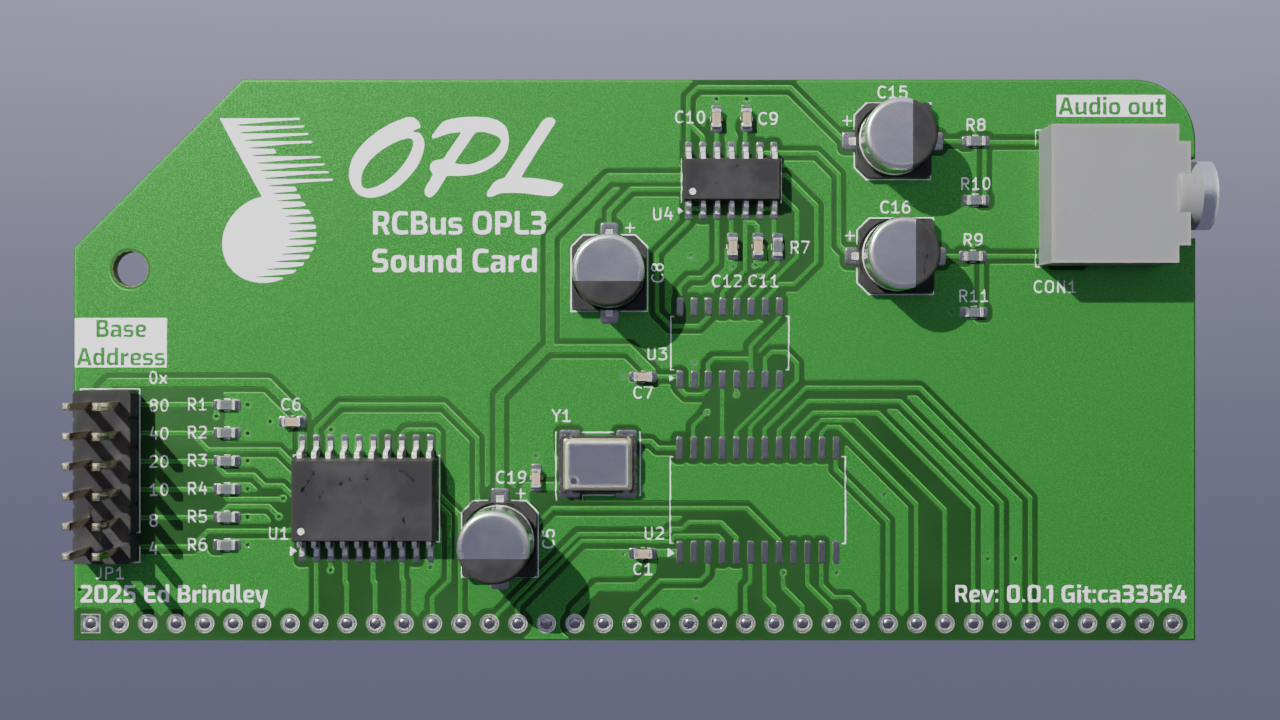 C15
Audio out
C10
C9
R8
OPL
R10
RCBus OPL3
U4
C16
Sound Card
R7
R9
C8
C12
C11
CON1
R11
Base
Address
0x
U3
C7
80
R1
C6
Y1
40
R2
20
R3
C19
10
R4
8
R5
U1
C5
U2
4
R6
C1
JP1
2025 Ed Brindley
Rev: 0.0.1 Git:ca335f4